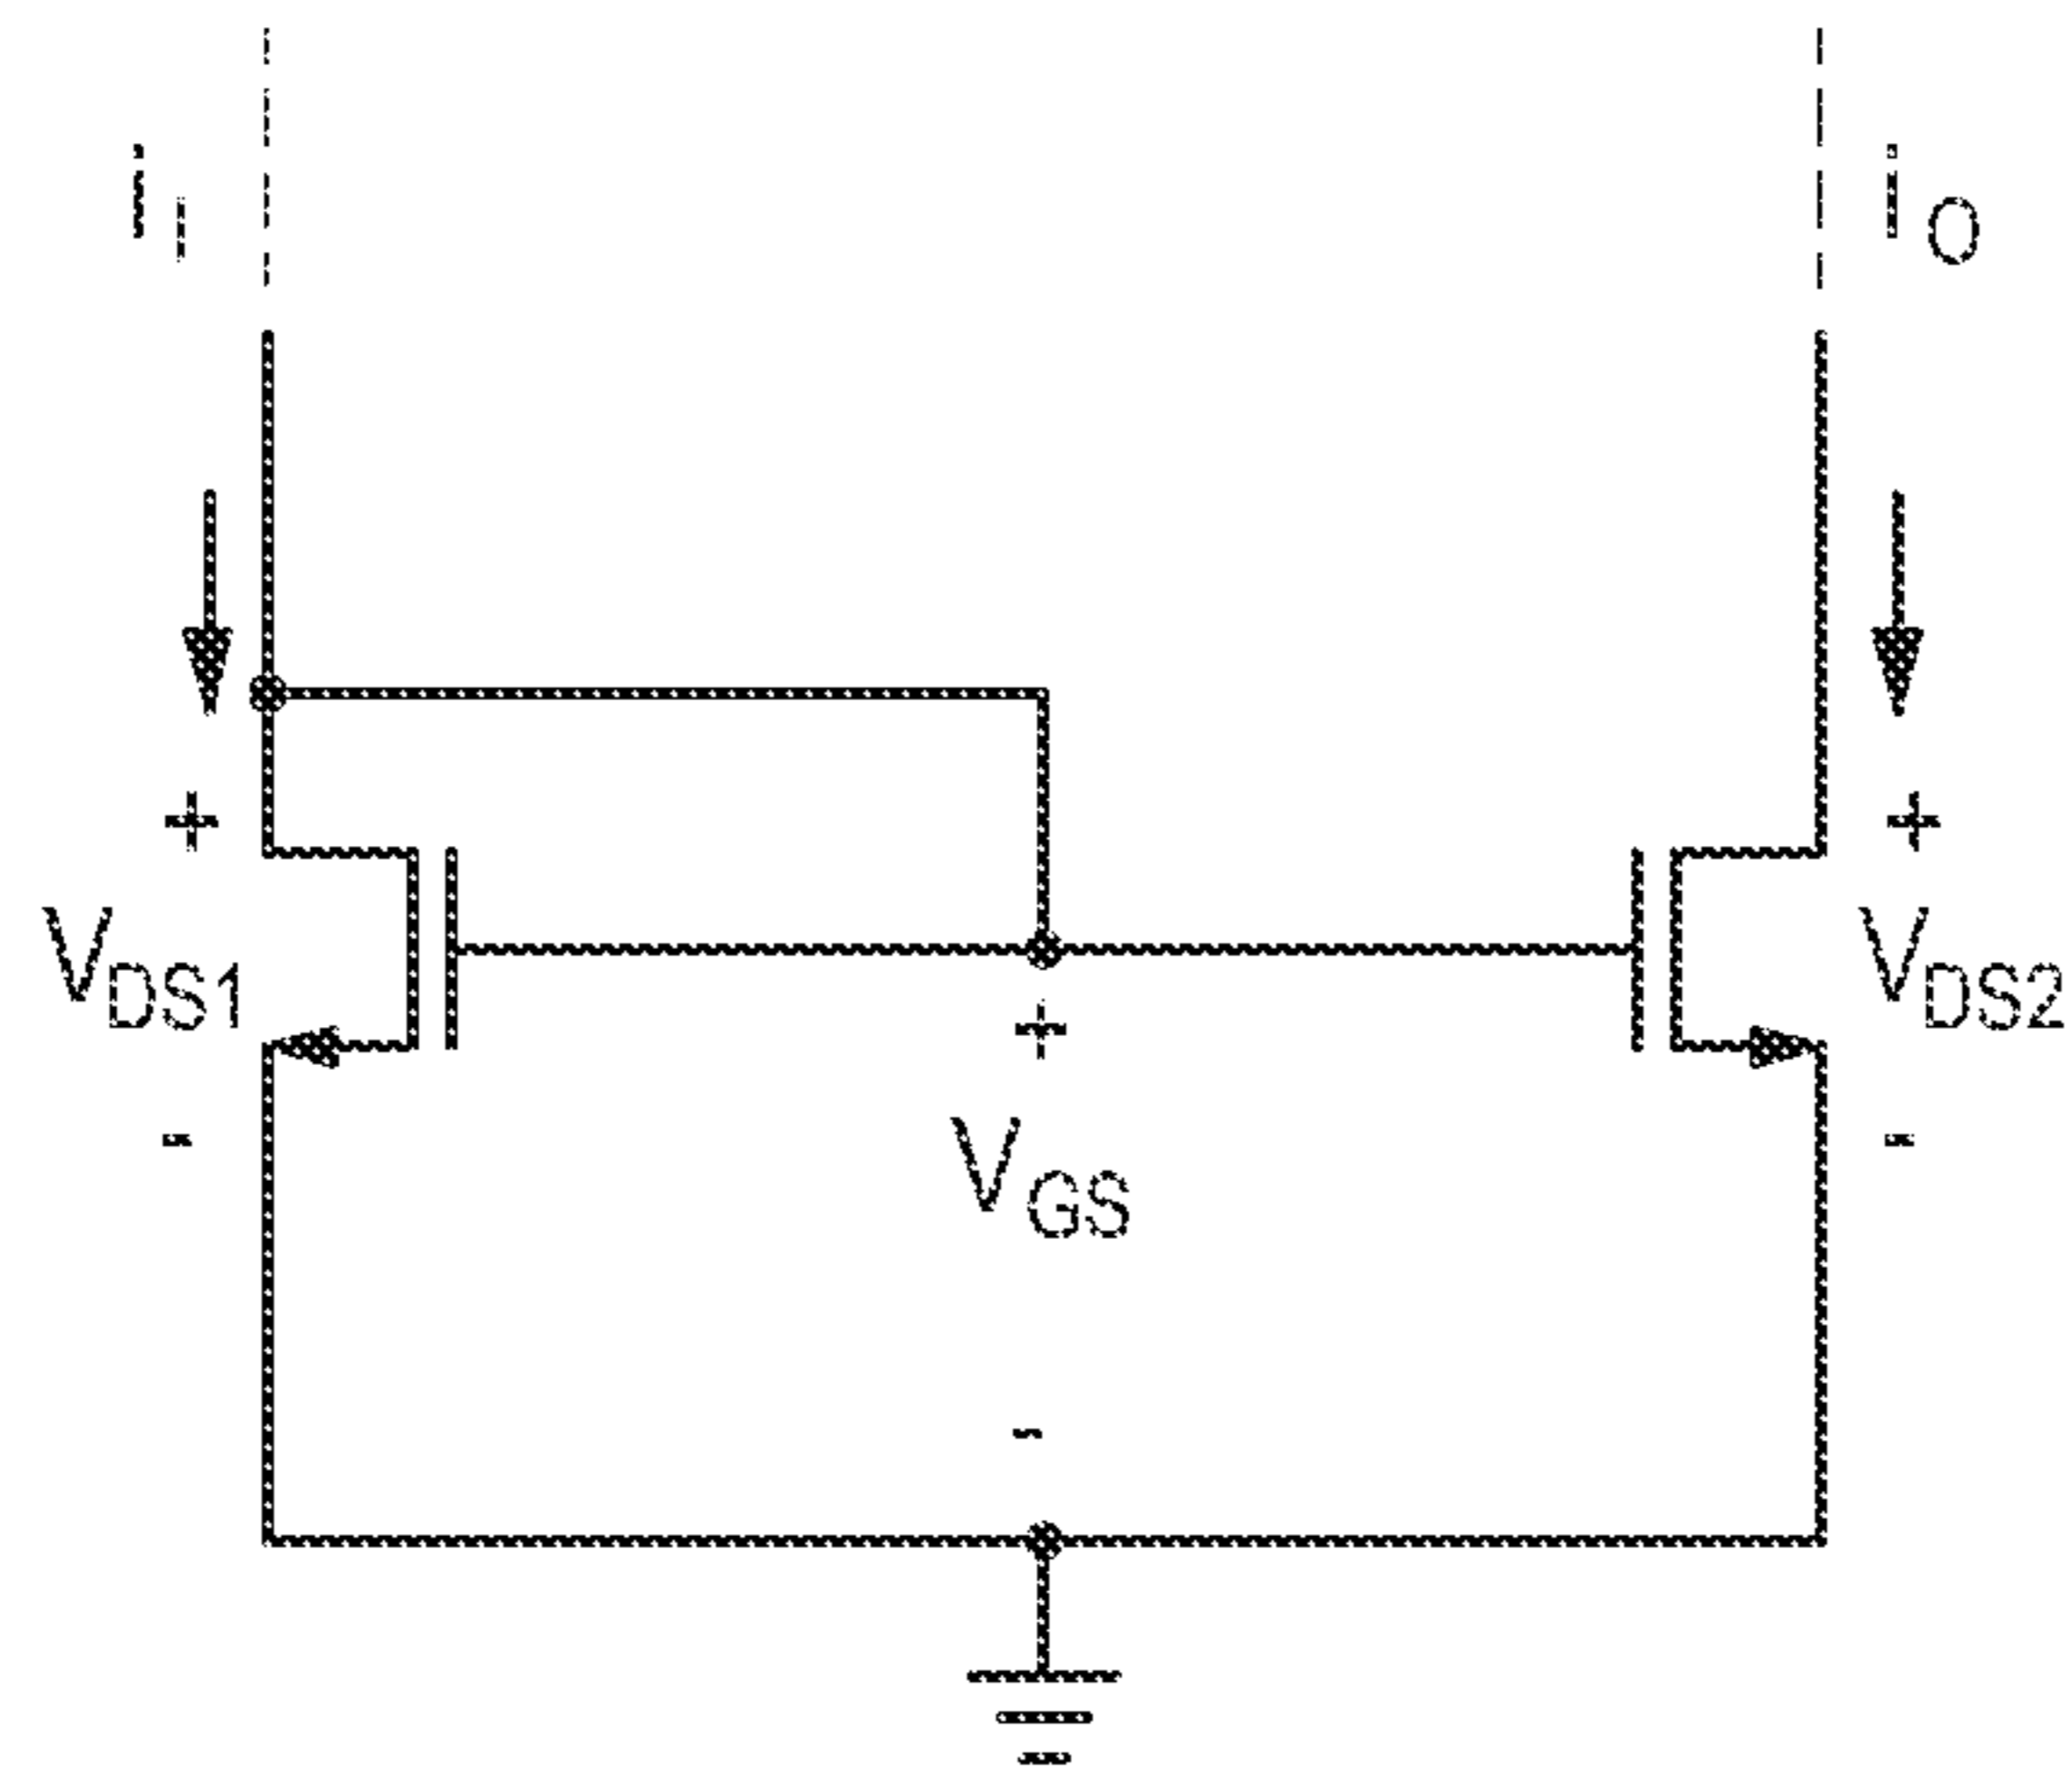 iI
iO
+
+
VDS1
VDS2
+
-
-
VGS
-